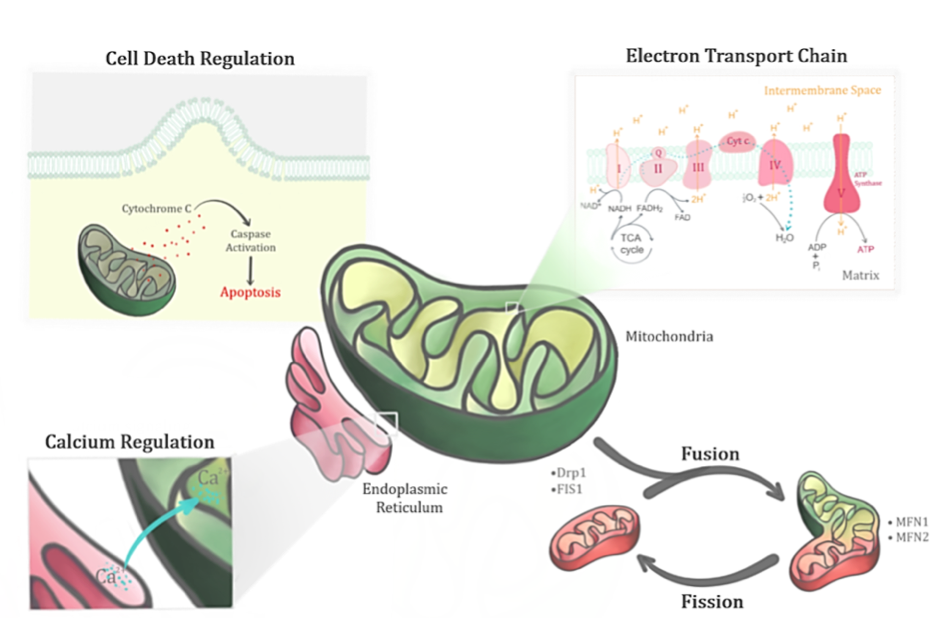 Cell Death Regulation
Cytochrome C
Caspase
Activation
Apoptosis
Electron Transport Chain
Intermembrane Space
H⁺ H⁺ H⁺ H⁺ H⁺
H⁺ H⁺ H⁺ H⁺ H⁺ H⁺
Cyt c
Q
I II III IV
ATP
Synthase
V
H⁺
NAD⁺ NADH FADH₂ FAD
2H⁺
½O₂ + 2H⁺
H⁺
TCA
cycle
H₂O
ADP
+
Pᵢ
ATP
Matrix
Mitochondria
Calcium Regulation
Ca²⁺
Ca²⁺
Endoplasmic
Reticulum
•Drp1
•FIS1
Fusion
• MFN1
• MFN2
Fission